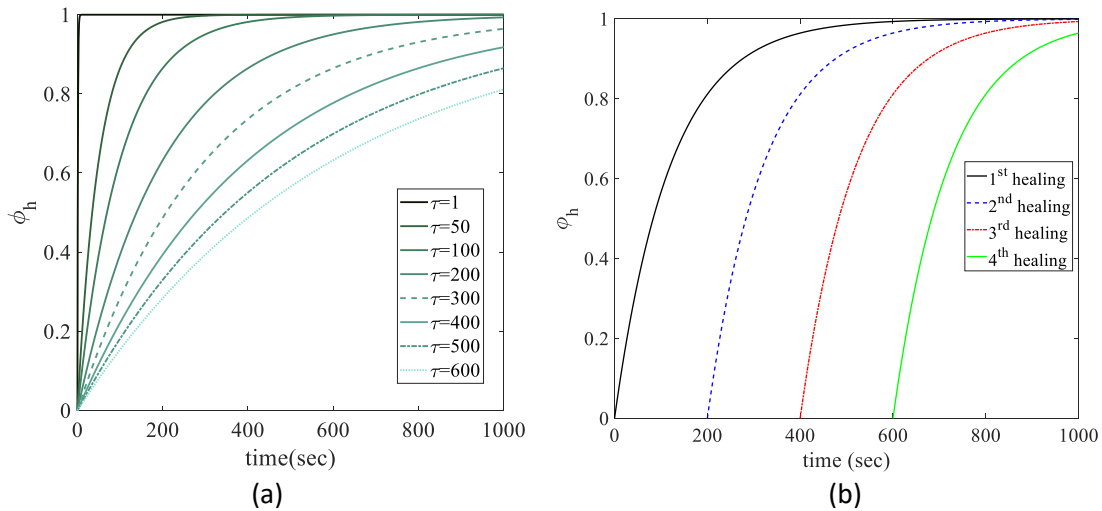 1
0.8
0.6
0.4
0.2
0
ϕh
τ=1
τ=50
τ=100
τ=200
τ=300
τ=400
τ=500
τ=600
0 200 400 600 800 1000
time(sec)
(a)
1
0.8
0.6
0.4
0.2
0
φh
1st healing
2nd healing
3rd healing
4th healing
0 200 400 600 800 1000
time (sec)
(b)